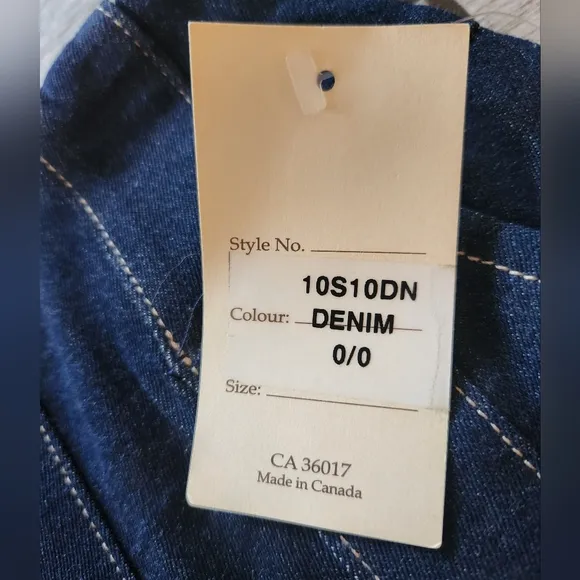 Style No.
10S10DN
Colour: DENIM
0/0
Size:
CA 36017
Made in Canada